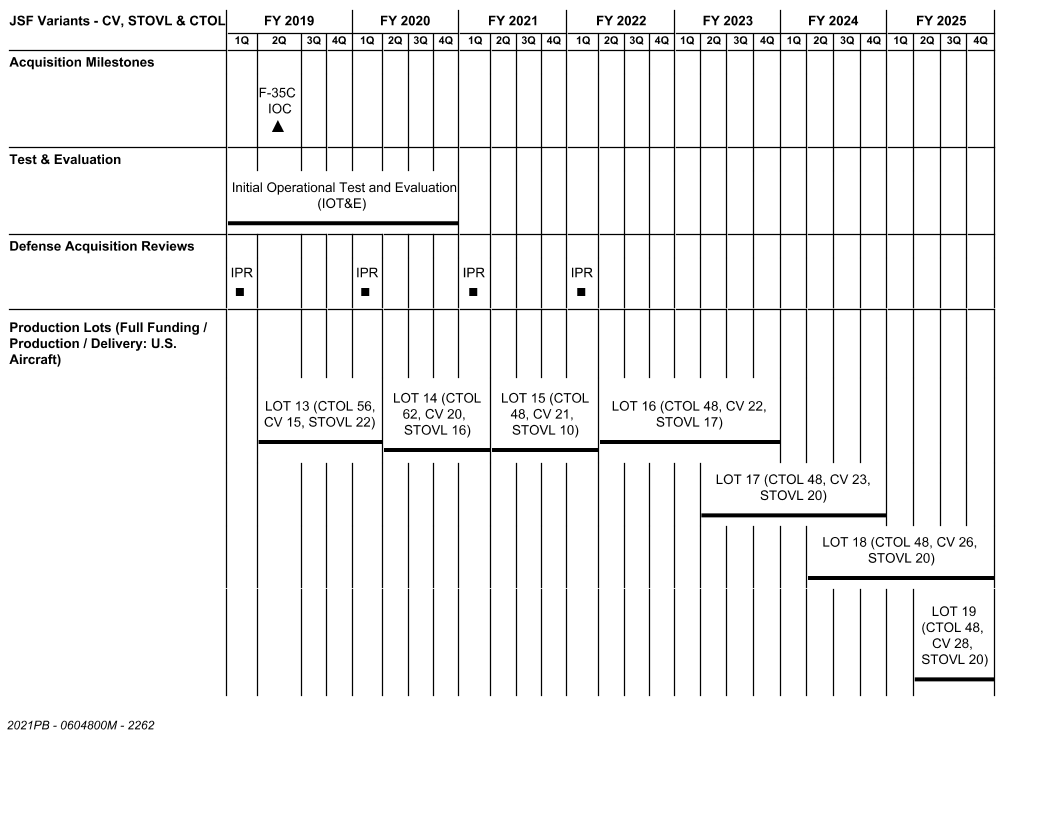 JSF Variants - CV, STOVL & CTOL FY 2019 FY 2020 FY 2021 FY 2022 FY 2023 FY 2024 FY 2025
1Q 2Q 3Q 4Q 1Q 2Q 3Q 4Q 1Q 2Q 3Q 4Q 1Q 2Q 3Q 4Q 1Q 2Q 3Q 4Q 1Q 2Q 3Q 4Q 1Q 2Q 3Q 4Q
Acquisition Milestones
F-35C
IOC
Test & Evaluation
Initial Operational Test and Evaluation
(IOT&E)
Defense Acquisition Reviews
IPR IPR IPR IPR
Production Lots (Full Funding /
Production / Delivery: U.S.
Aircraft)
LOT 13 (CTOL 56,
CV 15, STOVL 22)
LOT 14 (CTOL
62, CV 20,
STOVL 16)
LOT 15 (CTOL
48, CV 21,
STOVL 10)
LOT 16 (CTOL 48, CV 22,
STOVL 17)
LOT 17 (CTOL 48, CV 23,
STOVL 20)
LOT 18 (CTOL 48, CV 26,
STOVL 20)
LOT 19
(CTOL 48,
CV 28,
STOVL 20)
2021PB - 0604800M - 2262